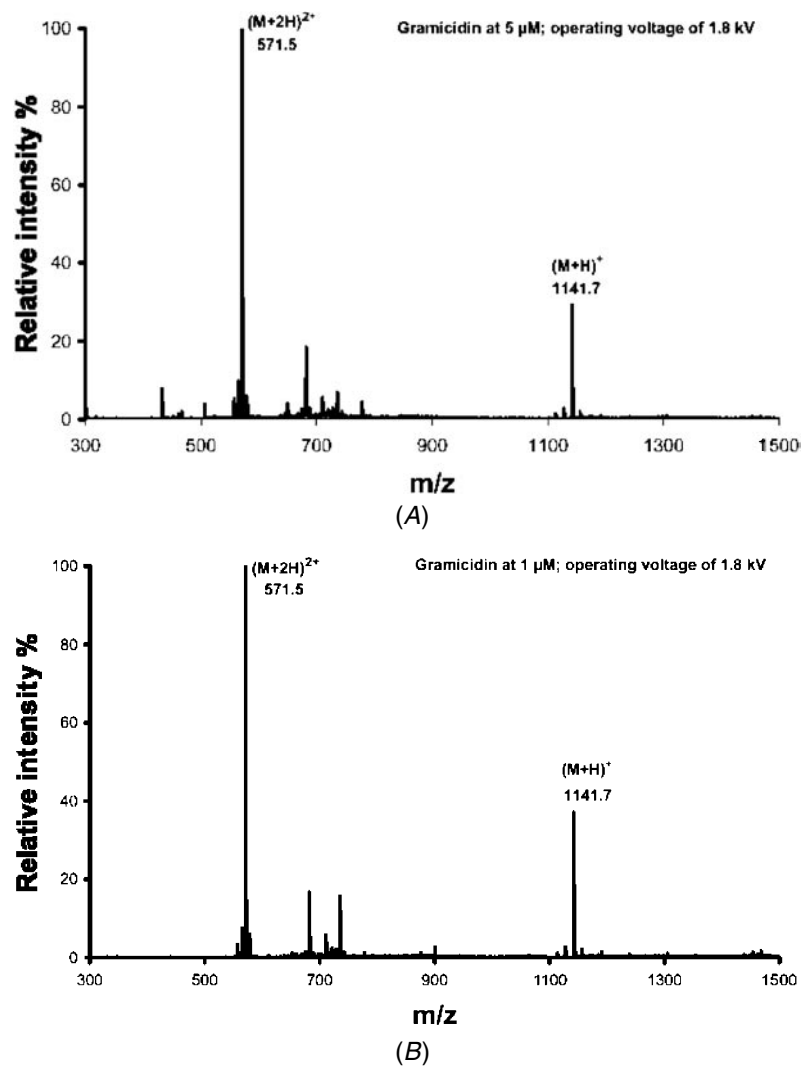 Gramicidin at 5 µM; operating voltage of 1.8 kV
(M+2H)2+
571.5
(M+H)+
1141.7
Relative intensity %
100
80
60
40
20
0
300 500 700 900 1100 1300 1500
m/z
(A)
Gramicidin at 1 µM; operating voltage of 1.8 kV
(M+2H)2+
571.5
(M+H)+
1141.7
Relative intensity %
100
80
60
40
20
0
300 500 700 900 1100 1300 1500
m/z
(B)